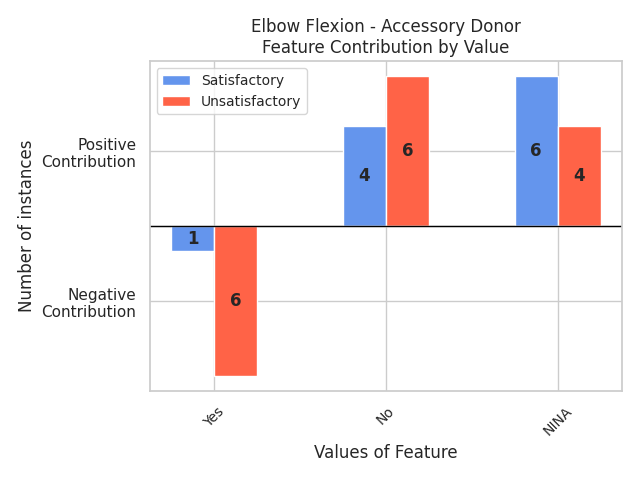 Elbow Flexion - Accessory Donor
Feature Contribution by Value
Satisfactory
Unsatisfactory
Number of instances
Positive
Contribution
Negative
Contribution
1
6
4
6
6
4
Yes
No
NINA
Values of Feature